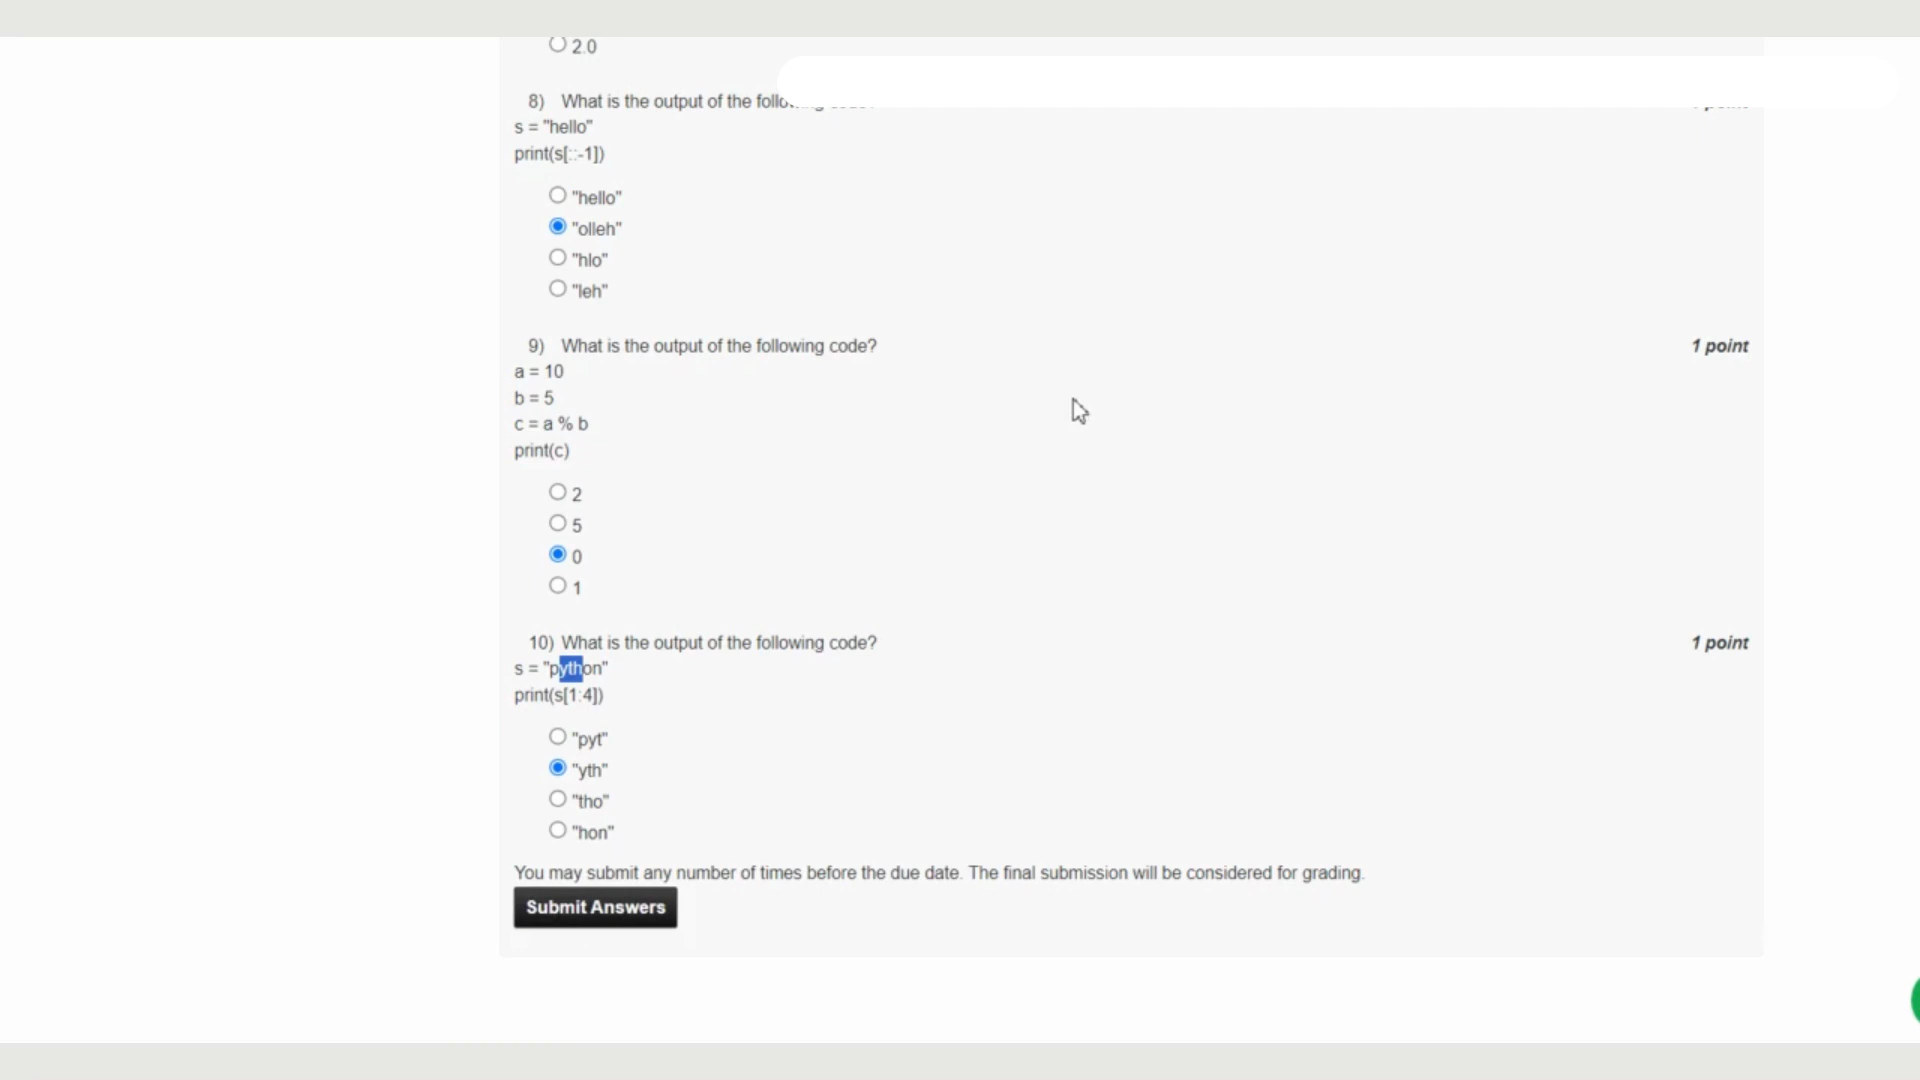 2.0
8) What is the output of the
s = "hello"
print(s[::-1])
"hello"
"olleh"
"hlo"
"leh"
9) What is the output of the following code?
1 point
a = 10
b = 5
c = a % b
print(c)
2
5
0
1
10) What is the output of the following code?
1 point
s = "python"
print(s[1:4])
"pyt"
"yth"
"tho"
"hon"
You may submit any number of times before the due date. The final submission will be considered for grading.
Submit Answers